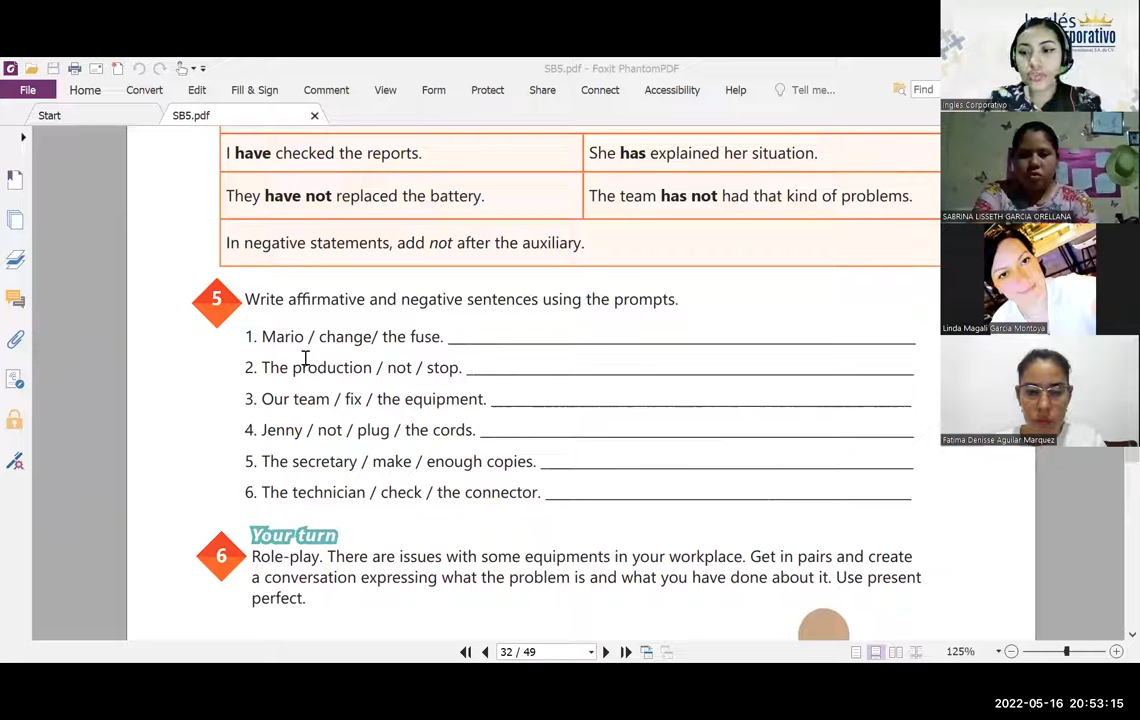 Inglés
Corporativo
SB5.pdf - Foxit PhantomPDF
File Home Convert Edit Fill & Sign Comment View Form Protect Share Connect Accessibility Help Tell me... Find
Inglés Corporativo
Start SB5.pdf
I have checked the reports. She has explained her situation.
They have not replaced the battery. The team has not had that kind of problems.
SABRINA LISSETH GARCIA ORELLANA
In negative statements, add not after the auxiliary.
5 Write affirmative and negative sentences using the prompts.
Linda Magali Garcia Montoya
1. Mario / change/ the fuse.
2. The production / not / stop.
3. Our team / fix / the equipment.
4. Jenny / not / plug / the cords.
Fatima Denisse Aguilar Marquez
5. The secretary / make / enough copies.
6. The technician / check / the connector.
Your turn
6 Role-play. There are issues with some equipments in your workplace. Get in pairs and create
a conversation expressing what the problem is and what you have done about it. Use present
perfect.
32 / 49 125%
2022-05-16 20:53:15